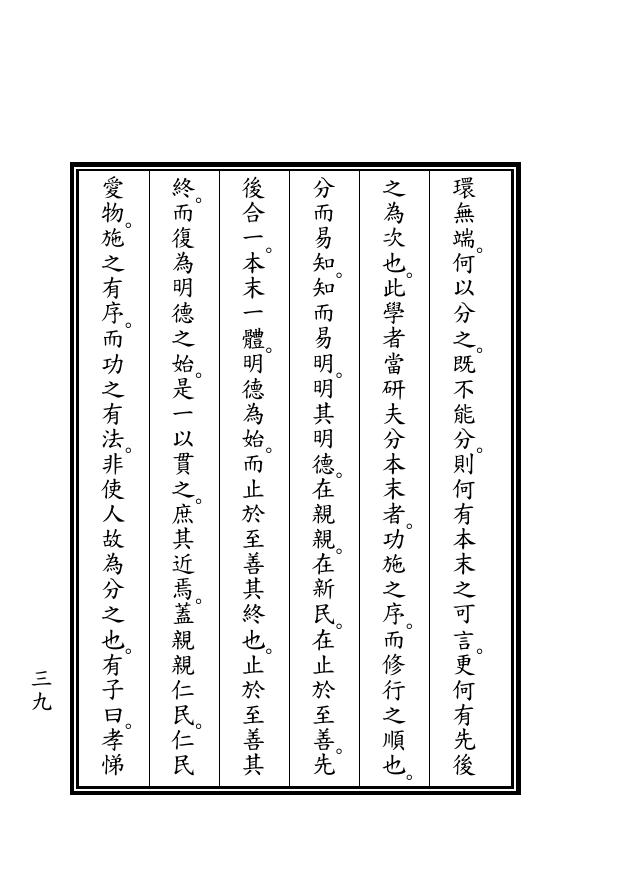 環無端。何以分之。既不能分。則何有本末之可言。更何有先後
之為次也。此學者當研夫分本末者。功施之序。而修行之順也。
分而易知。知而易明。明其明德。在親親。在新民。在止於至善。先
後合一。本末一體。明德為始。而止於至善其終也。止於至善其
終。而復為明德之始。是一以貫之。庶其近焉。蓋親親仁民。仁民
愛物。施之有序。而功之有法。非使人故為分之也。有子曰。孝悌
三九